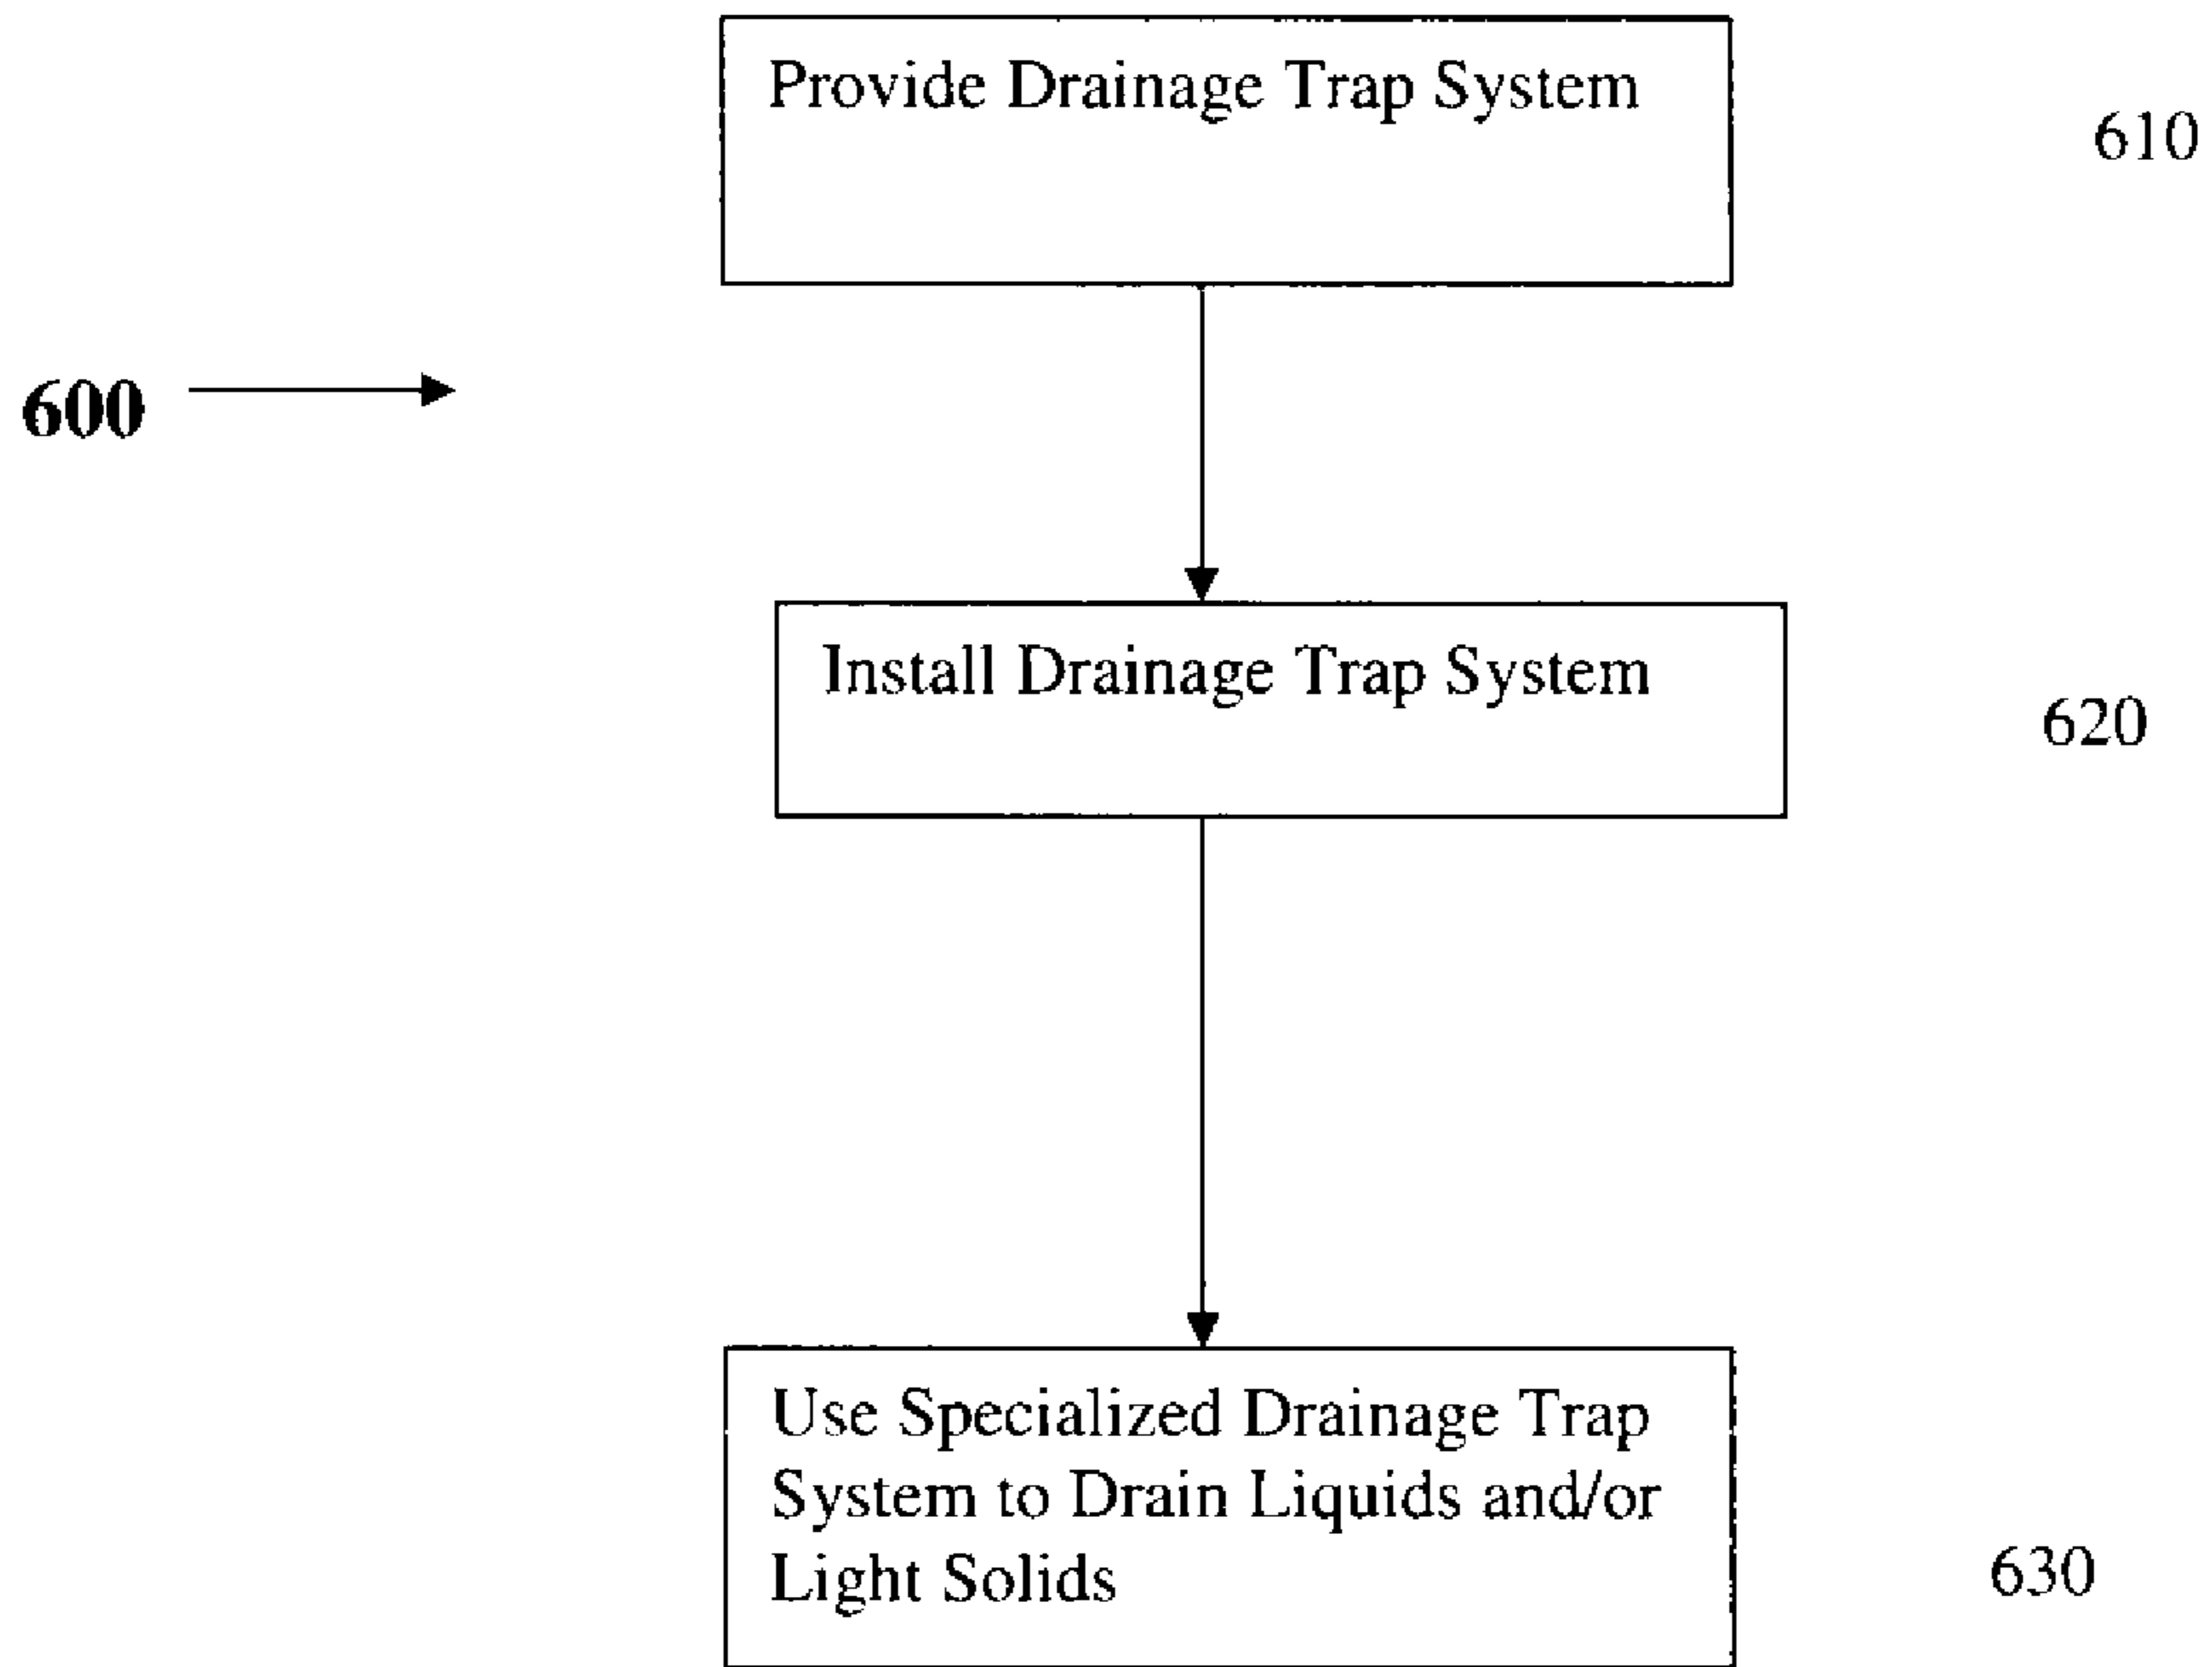 Provide Drainage Trap System
610
600
Install Drainage Trap System
620
Use Specialized Drainage Trap
System to Drain Liquids and/or
Light Solids
630